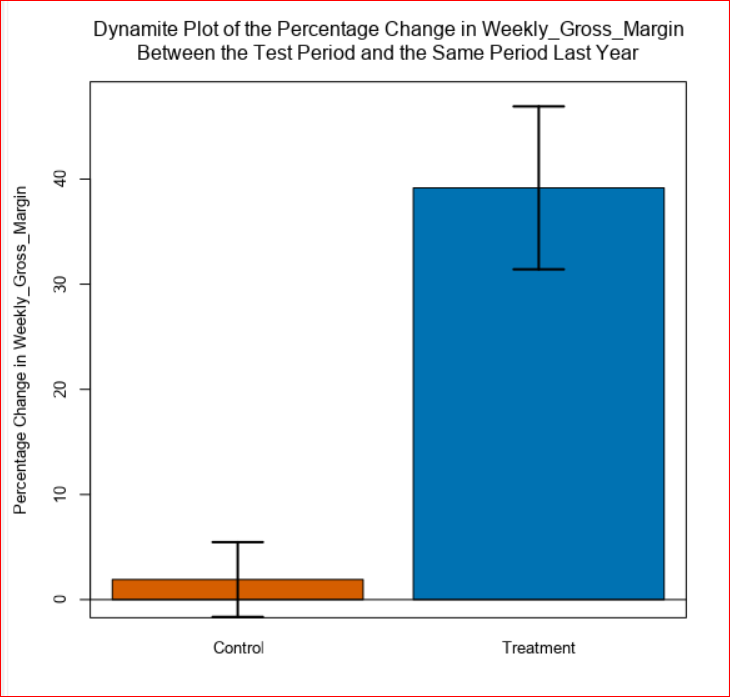 Dynamite Plot of the Percentage Change in Weekly_Gross_Margin
Between the Test Period and the Same Period Last Year
Percentage Change in Weekly_Gross_Margin
40
30
20
10
0
Control
Treatment